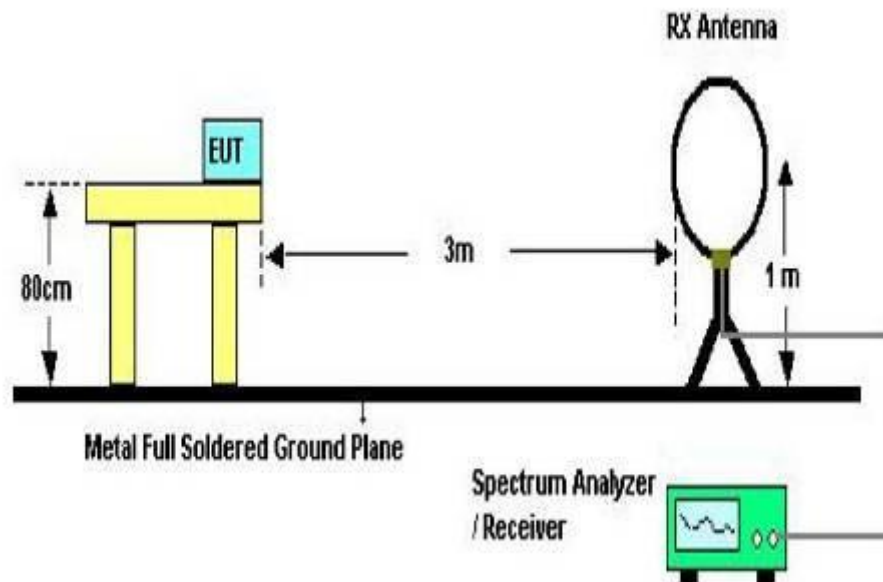 RX Antenna
EUT
3m
80cm
1 m
Metal Full Soldered Ground Plane
Spectrum Analyzer
/ Receiver